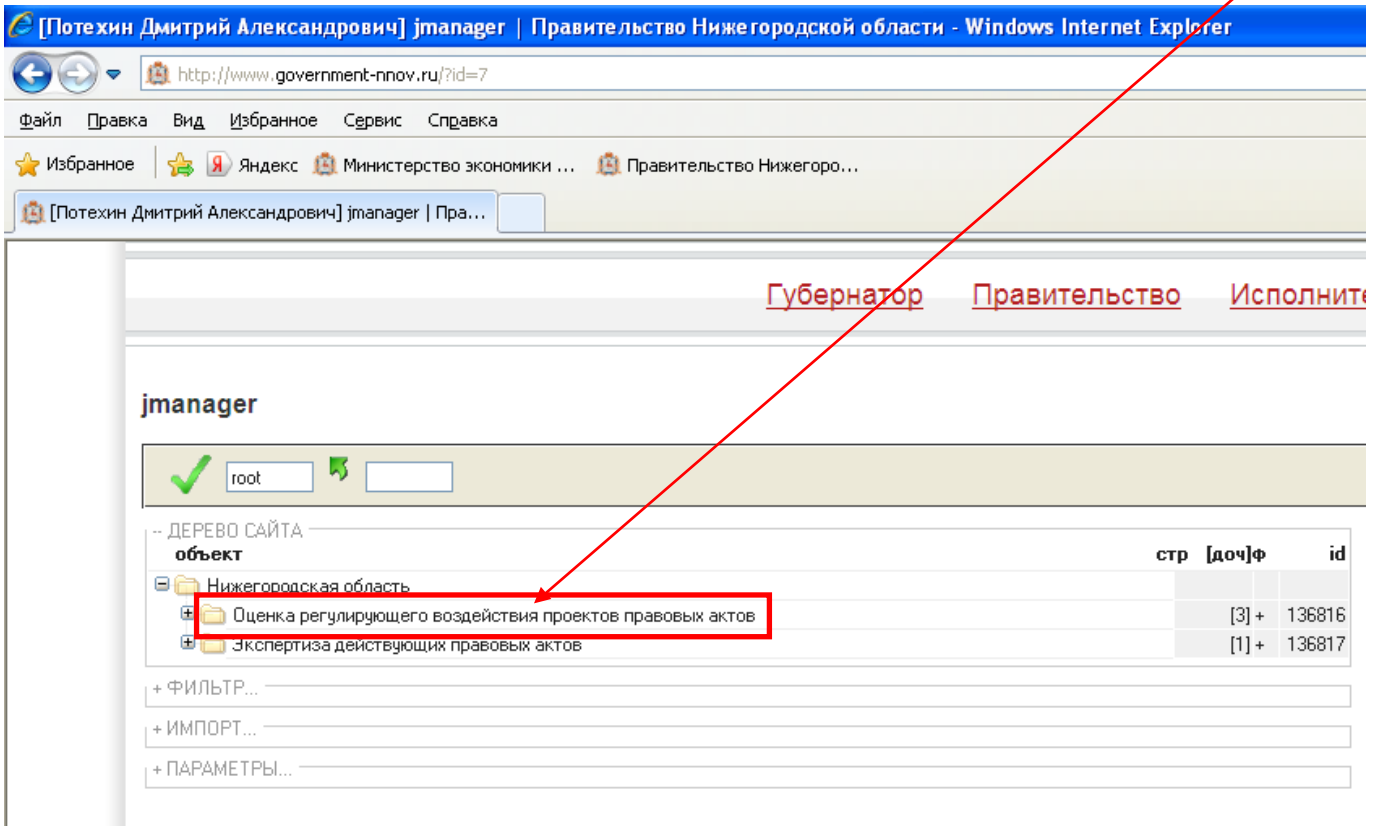 [Потехин Дмитрий Александрович] jmanager | Правительство Нижегородской области - Windows Internet Explorer
http://www.government-nnov.ru/?id=7
Файл Правка Вид Избранное Сервис Справка
Избранное Я Яндекс Министерство экономики ... Правительство Нижегоро...
[Потехин Дмитрий Александрович] jmanager | Пра...
Губернатор Правительство Исполните
jmanager
root
-- ДЕРЕВО САЙТА
объект стр [доч]ф id
Нижегородская область
Оценка регулирующего воздействия проектов правовых актов [3] + 136816
Экспертиза действующих правовых актов [1] + 136817
+ ФИЛЬТР...
+ ИМПОРТ...
+ ПАРАМЕТРЫ...